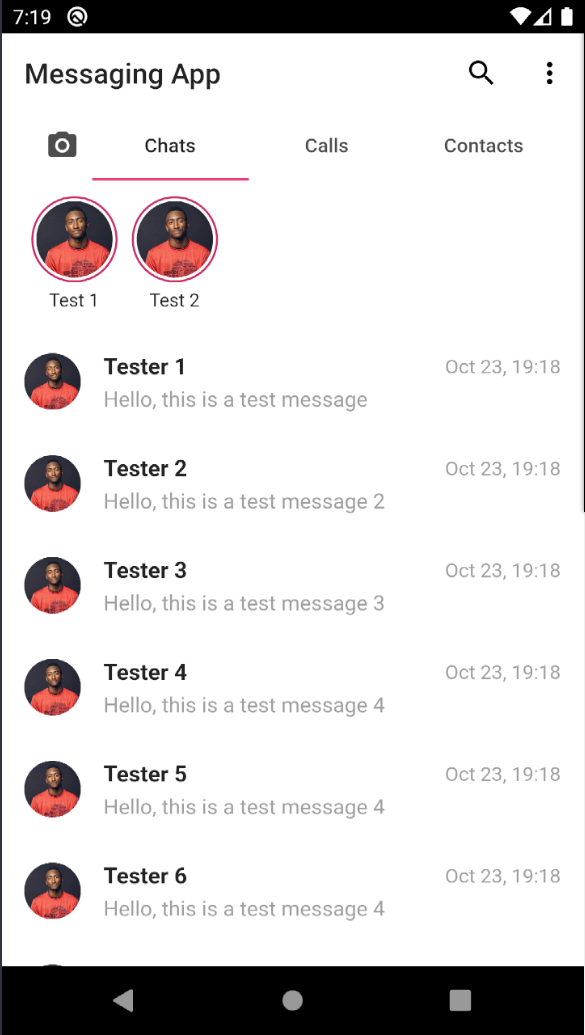 7:19
Messaging App
Chats Calls Contacts
Test 1 Test 2
Tester 1 Oct 23, 19:18
Hello, this is a test message
Tester 2 Oct 23, 19:18
Hello, this is a test message 2
Tester 3 Oct 23, 19:18
Hello, this is a test message 3
Tester 4 Oct 23, 19:18
Hello, this is a test message 4
Tester 5 Oct 23, 19:18
Hello, this is a test message 4
Tester 6 Oct 23, 19:18
Hello, this is a test message 4